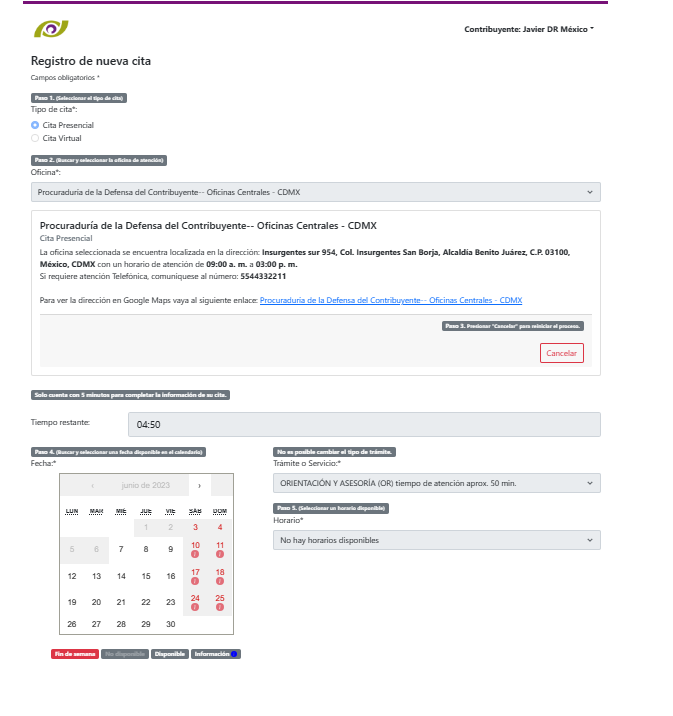 Contribuyente: Javier DR México
Registro de nueva cita
Campos obligatorios *
Paso 1. (Seleccionar el tipo de cita)
Tipo de cita*:
Cita Presencial
Cita Virtual
Paso 2. (Buscar y seleccionar la oficina de atención)
Oficina*:
Procuraduría de la Defensa del Contribuyente-- Oficinas Centrales - CDMX
Procuraduría de la Defensa del Contribuyente-- Oficinas Centrales - CDMX
Cita Presencial
La oficina seleccionada se encuentra localizada en la dirección: Insurgentes sur 954, Col. Insurgentes San Borja, Alcaldía Benito Juárez, C.P. 03100,
México, CDMX con un horario de atención de 09:00 a. m. a 03:00 p. m.
Si requiere atención Telefónica, comuniquese al número: 5544332211
Para ver la dirección en Google Maps vaya al siguiente enlace: Procuraduría de la Defensa del Contribuyente-- Oficinas Centrales - CDMX
Paso 3. Presionar "Cancelar" para reiniciar el proceso.
Cancelar
Solo cuenta con 5 minutos para completar la información de su cita.
Tiempo restante: 04:50
Paso 4. (Buscar y seleccionar una fecha disponible en el calendario)
Fecha:*
‹ junio de 2023 ›
LUN MAR MIE JUE VIE SÁB DOM
1 2 3 4
5 6 7 8 9 10 11
12 13 14 15 16 17 18
19 20 21 22 23 24 25
26 27 28 29 30
Fin de semana No disponible Disponible Información
No es posible cambiar el tipo de trámite.
Trámite o Servicio:*
ORIENTACIÓN Y ASESORÍA (OR) tiempo de atención aprox. 50 min.
Paso 5. (Seleccionar un horario disponible)
Horario*
No hay horarios disponibles